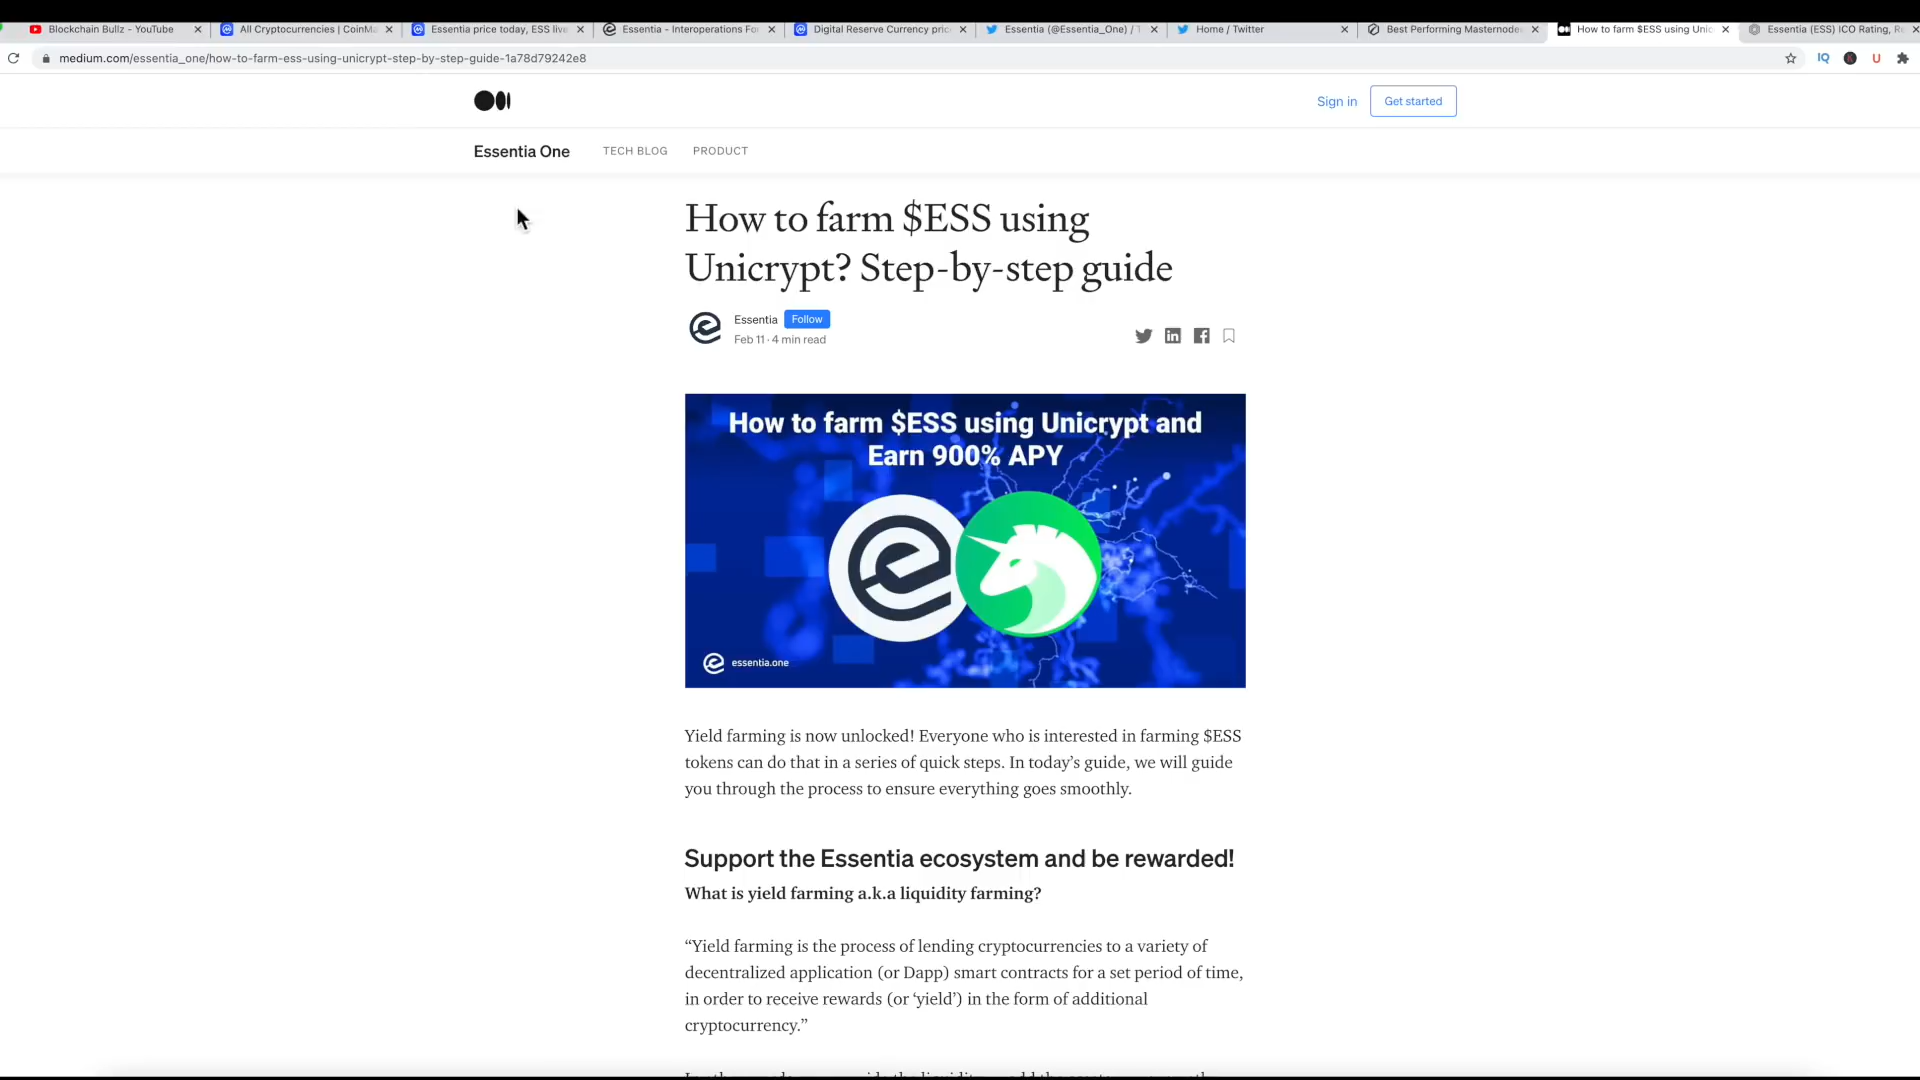 Blockchain Bullz - YouTube
All Cryptocurrencies | CoinMa
Essentia price today, ESS live
Essentia - Interoperations For
Digital Reserve Currency pric
Essentia (@Essentia_One) / T
Home / Twitter
Best Performing Masternodes
How to farm $ESS using Unic
Essentia (ESS) ICO Rating, Re
medium.com/essentia_one/how-to-farm-ess-using-unicrypt-step-by-step-guide-1a78d79242e8
IQ
U
Sign in
Get started
Essentia One
TECH BLOG
PRODUCT
How to farm $ESS using
Unicrypt? Step-by-step guide
Essentia
Follow
Feb 11 · 4 min read
How to farm $ESS using Unicrypt and
Earn 900% APY
essentia.one
Yield farming is now unlocked! Everyone who is interested in farming $ESS
tokens can do that in a series of quick steps. In today’s guide, we will guide
you through the process to ensure everything goes smoothly.
Support the Essentia ecosystem and be rewarded!
What is yield farming a.k.a liquidity farming?
“Yield farming is the process of lending cryptocurrencies to a variety of
decentralized application (or Dapp) smart contracts for a set period of time,
in order to receive rewards (or ‘yield’) in the form of additional
cryptocurrency.”